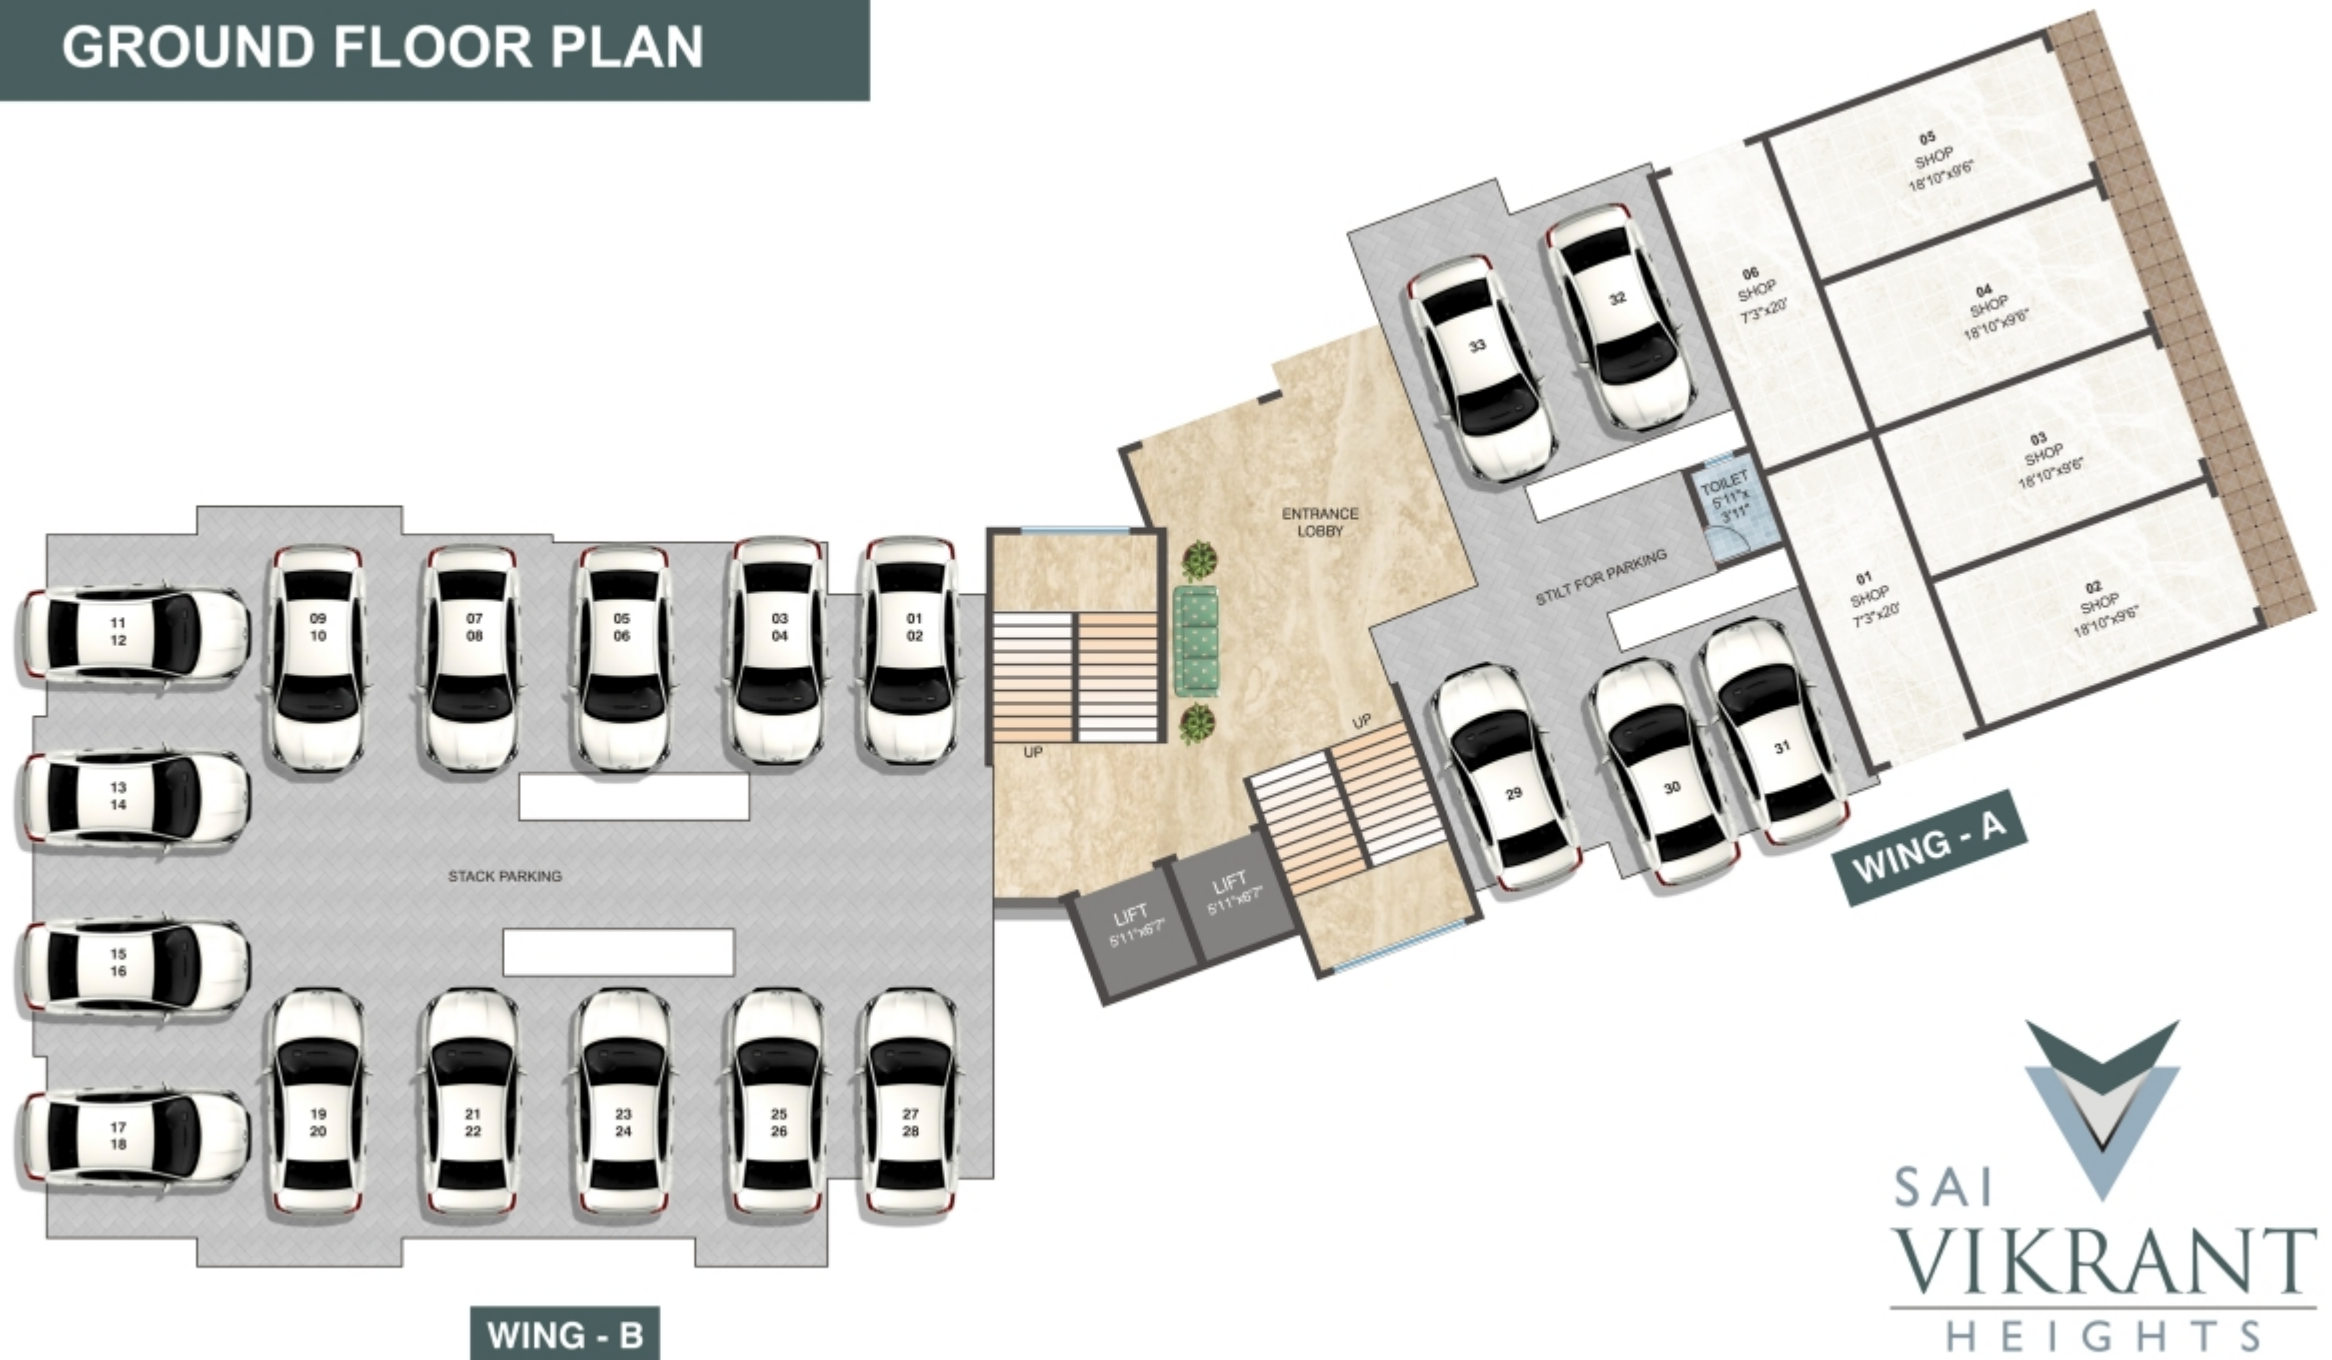 GROUND FLOOR PLAN
05
SHOP
18'10"x9'6"
06
SHOP
7'3"x20'
04
SHOP
18'10"x9'6"
03
SHOP
18'10"x9'6"
02
SHOP
18'10"x9'6"
01
SHOP
7'3"x20'
32
33
TOILET
5'11"x
3'11"
ENTRANCE
LOBBY
STILT FOR PARKING
11
12
09
10
07
08
05
06
03
04
01
02
UP
UP
29
30
31
13
14
STACK PARKING
LIFT
5'11"x6'7"
LIFT
5'11"x6'7"
WING - A
15
16
17
18
19
20
21
22
23
24
25
26
27
28
WING - B
SAI
VIKRANT
HEIGHTS